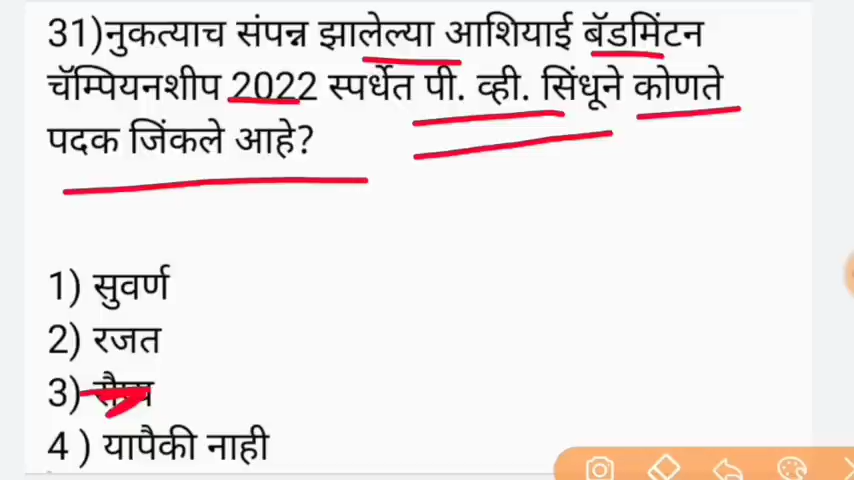 31)नुकत्याच संपन्न झालेल्या आशियाई बॅडमिंटन
चॅम्पियनशीप 2022 स्पर्धेत पी. व्ही. सिंधूने कोणते
पदक जिंकले आहे?
1) सुवर्ण
2) रजत
3)
4 ) यापैकी नाही